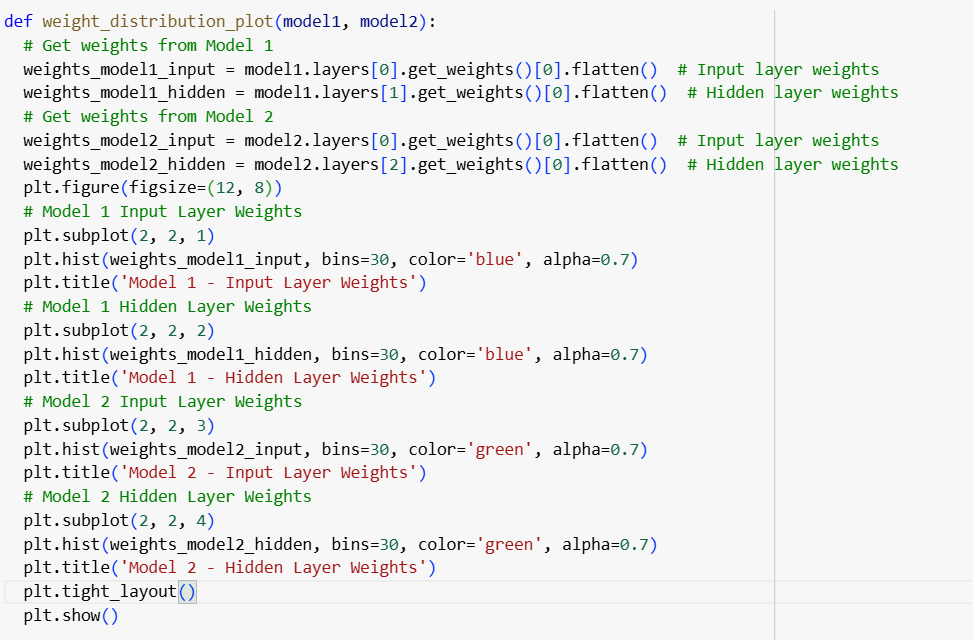 def weight_distribution_plot(model1, model2):
  # Get weights from Model 1
  weights_model1_input = model1.layers[0].get_weights()[0].flatten()  # Input layer weights
  weights_model1_hidden = model1.layers[1].get_weights()[0].flatten()  # Hidden layer weights
  # Get weights from Model 2
  weights_model2_input = model2.layers[0].get_weights()[0].flatten()  # Input layer weights
  weights_model2_hidden = model2.layers[2].get_weights()[0].flatten()  # Hidden layer weights
  plt.figure(figsize=(12, 8))
  # Model 1 Input Layer Weights
  plt.subplot(2, 2, 1)
  plt.hist(weights_model1_input, bins=30, color='blue', alpha=0.7)
  plt.title('Model 1 - Input Layer Weights')
  # Model 1 Hidden Layer Weights
  plt.subplot(2, 2, 2)
  plt.hist(weights_model1_hidden, bins=30, color='blue', alpha=0.7)
  plt.title('Model 1 - Hidden Layer Weights')
  # Model 2 Input Layer Weights
  plt.subplot(2, 2, 3)
  plt.hist(weights_model2_input, bins=30, color='green', alpha=0.7)
  plt.title('Model 2 - Input Layer Weights')
  # Model 2 Hidden Layer Weights
  plt.subplot(2, 2, 4)
  plt.hist(weights_model2_hidden, bins=30, color='green', alpha=0.7)
  plt.title('Model 2 - Hidden Layer Weights')
  plt.tight_layout()
  plt.show()